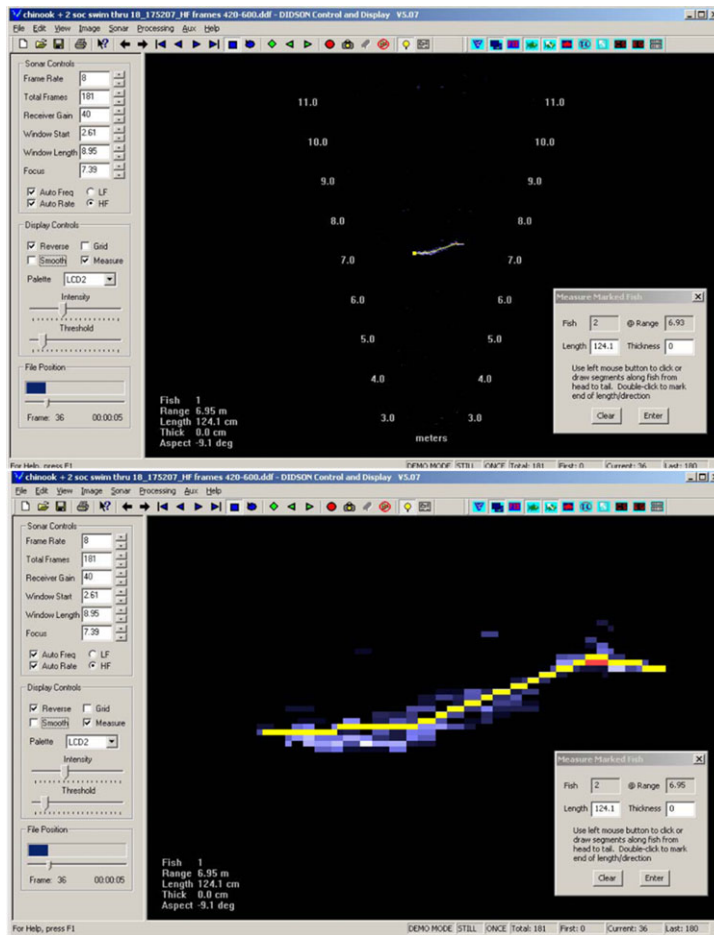 chinook + 2 soc swim thru 18_175207_HF frames 420-600.ddf - DIDSON Control and Display V5.07
File Edit View Image Sonar Processing Aux Help
Sonar Controls
Frame Rate 8
Total Frames 181
Receiver Gain 40
Window Start 2.61
Window Length 8.95
Focus 7.39
Auto Freq LF
Auto Rate HF
Display Controls
Reverse Grid
Smooth Measure
Palette LCD2
Intensity
Threshold
File Position
Frame: 36 00:00:05
11.0 11.0
10.0 10.0
9.0 9.0
8.0 8.0
7.0 7.0
6.0 6.0
5.0 5.0
4.0 4.0
3.0 3.0
meters
Fish 1
Range 6.95 m
Length 124.1 cm
Thick 0.0 cm
Aspect -9.1 deg
Measure Marked Fish
Fish 2 @ Range 6.93
Length 124.1 Thickness 0
Use left mouse button to click or
draw segments along fish from
head to tail. Double-click to mark
end of length/direction
Clear Enter
For Help, press F1
DEMO MODE STILL ONCE Total: 181 First: 0 Current: 36 Last: 180
chinook + 2 soc swim thru 18_175207_HF frames 420-600.ddf - DIDSON Control and Display V5.07
File Edit View Image Sonar Processing Aux Help
Sonar Controls
Frame Rate 8
Total Frames 181
Receiver Gain 40
Window Start 2.61
Window Length 8.95
Focus 7.39
Auto Freq LF
Auto Rate HF
Display Controls
Reverse Grid
Smooth Measure
Palette LCD2
Intensity
Threshold
File Position
Frame: 36 00:00:05
Fish 1
Range 6.95 m
Length 124.1 cm
Thick 0.0 cm
Aspect -9.1 deg
Measure Marked Fish
Fish 2 @ Range 6.95
Length 124.1 Thickness 0
Use left mouse button to click or
draw segments along fish from
head to tail. Double-click to mark
end of length/direction
Clear Enter
For Help, press F1
DEMO MODE STILL ONCE Total: 181 First: 0 Current: 36 Last: 180